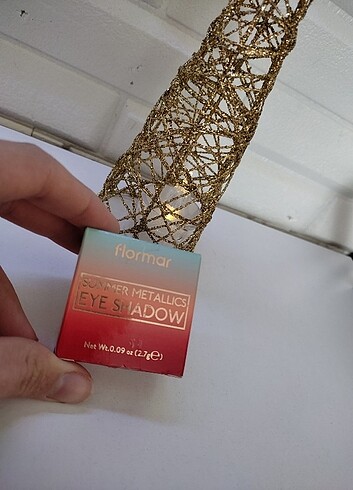 flormar
SUMMER METALLICS
EYE SHADOW
Net Wt.0.09 oz (2.7g℮)